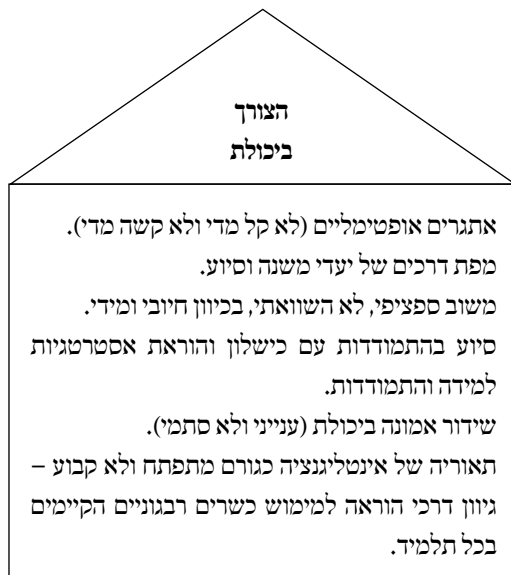 הצורך
ביכולת
אתגרים אופטימליים (לא קל מדי ולא קשה מדי).
מפת דרכים של יעדי משנה וסיוע.
משוב ספציפי, לא השוואתי, בכיוון חיובי ומידי.
סיוע בהתמודדות עם כישלון והוראת אסטרטגיות
למידה והתמודדות.
שידור אמונה ביכולת (ענייני ולא סתמי).
תאוריה של אינטליגנציה כגורם מתפתח ולא קבוע –
גיוון דרכי הוראה למימוש כשרים רבגוניים הקיימים
בכל תלמיד.